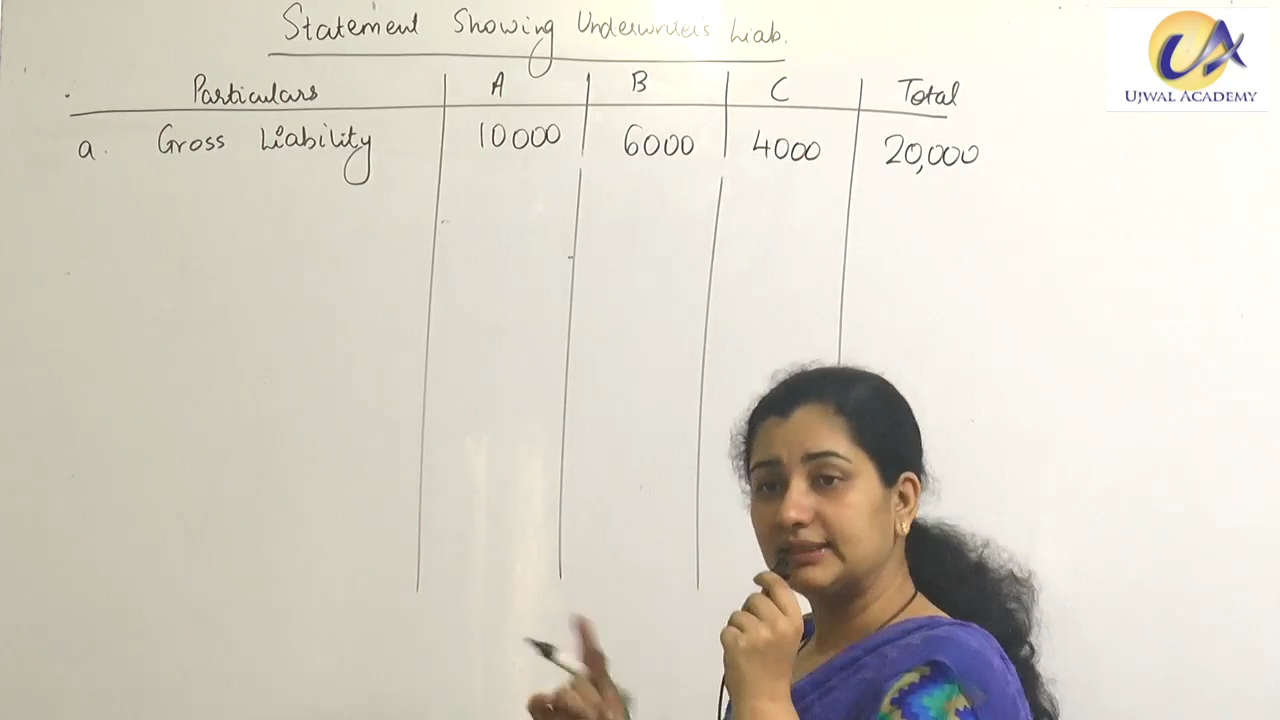 Statement Showing Underwriter's Liab.
Particulars A B C Total
a. Gross Liability 10000 6000 4000 20,000
UJWAL ACADEMY